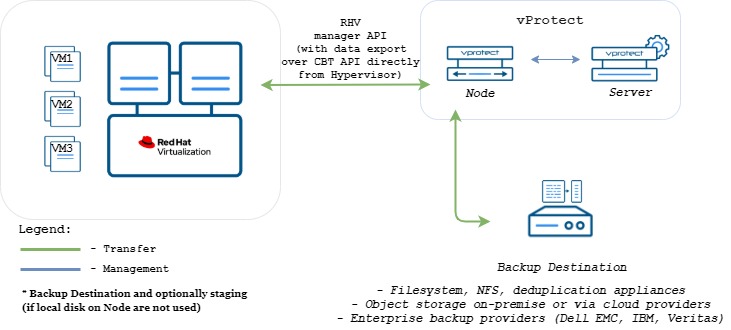 RHV
manager API
(with data export
over CBT API directly
from Hypervisor)
vProtect
VM1
VM2
VM3
Red Hat
Virtualization
vprotect
Node
vprotect
Server
Legend:
- Transfer
- Management
* Backup Destination and optionally staging
(if local disk on Node are not used)
Backup Destination
- Filesystem, NFS, deduplication appliances
- Object storage on-premise or via cloud providers
- Enterprise backup providers (Dell EMC, IBM, Veritas)